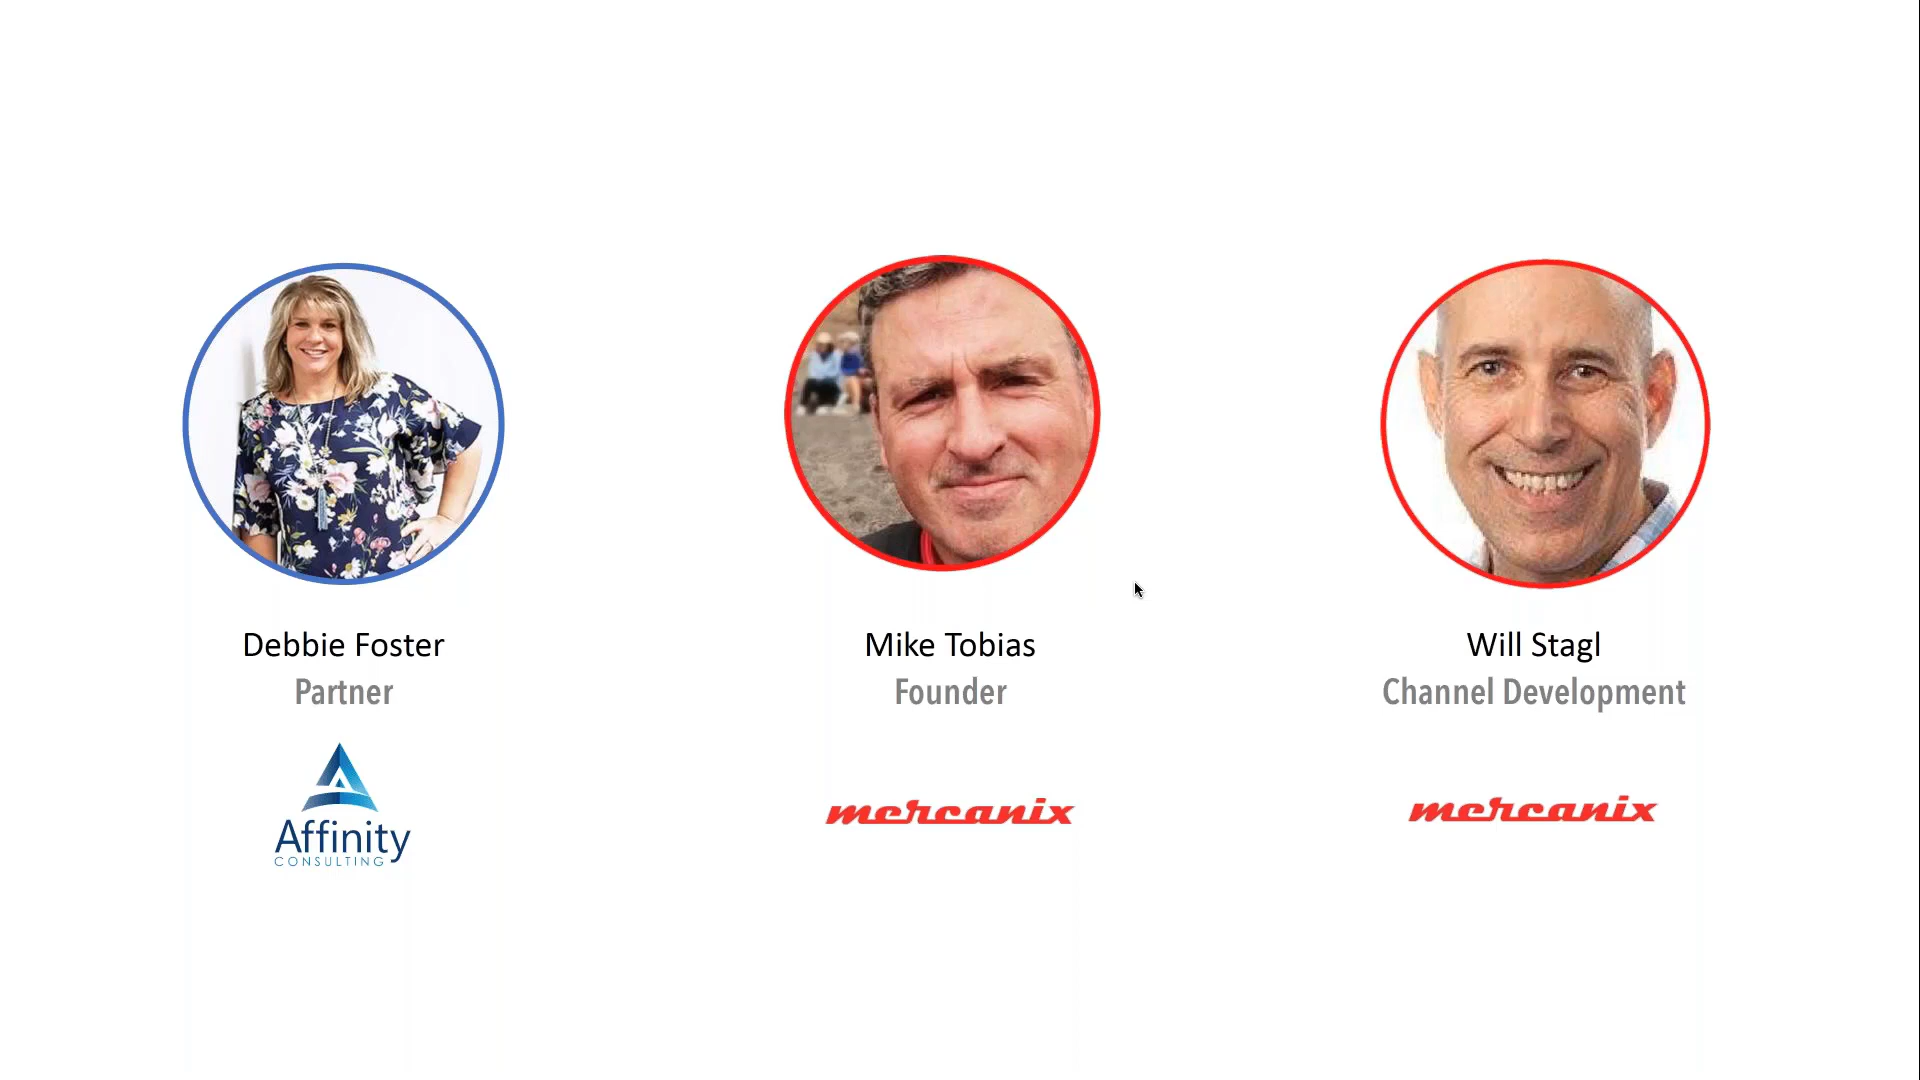 Debbie Foster
Partner
Affinity
CONSULTING
Mike Tobias
Founder
mercanix
Will Stagl
Channel Development
mercanix